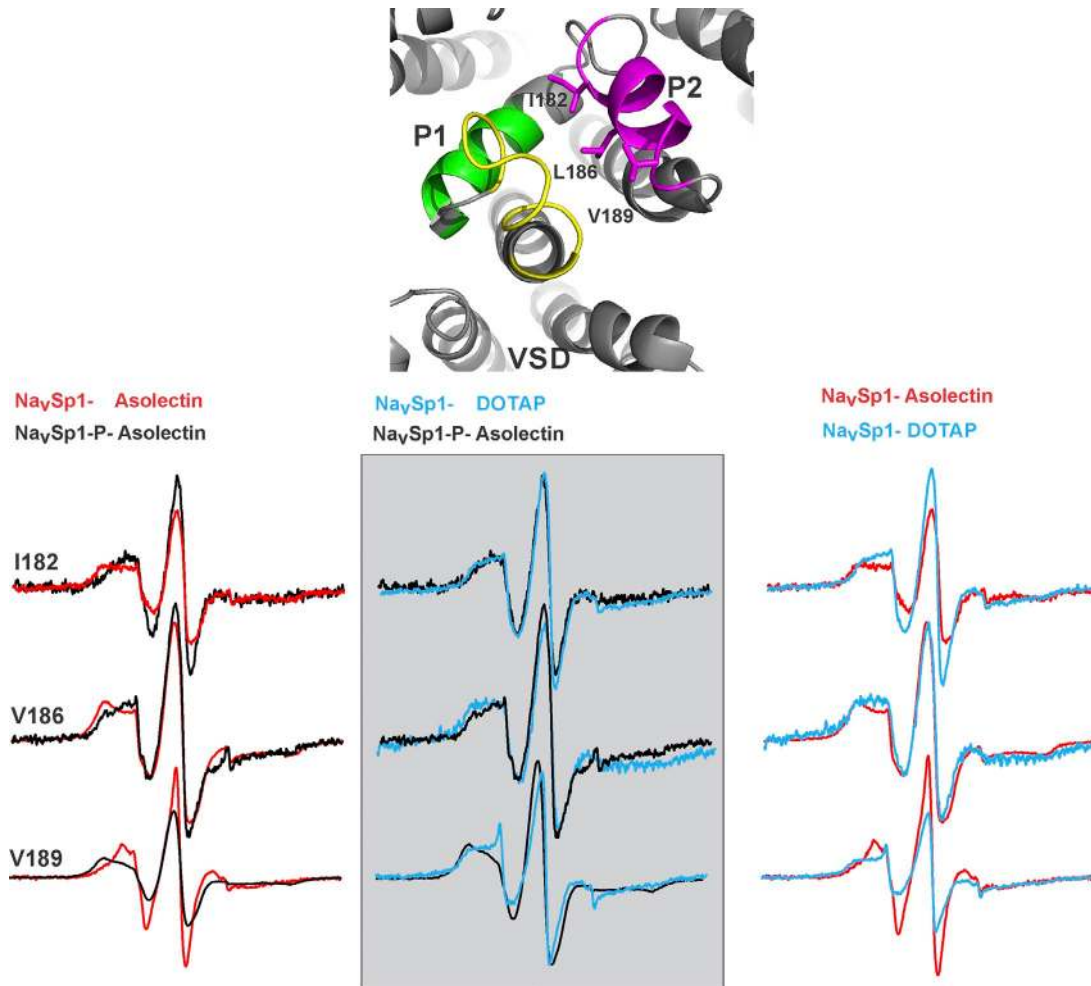 P2
I182
P1
L186
V189
VSD
NavSp1- Asolectin
NavSp1-P- Asolectin
NavSp1- DOTAP
NavSp1-P- Asolectin
NavSp1- Asolectin
NavSp1- DOTAP
I182
V186
V189